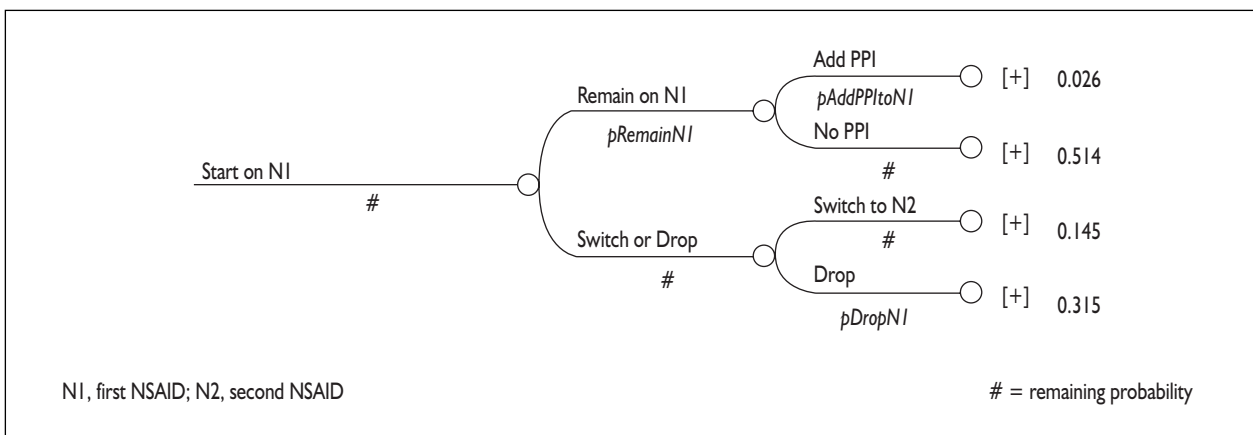 Add PPI
[+] 0.026
Remain on N1
pAddPPItoN1
pRemainN1
No PPI
[+] 0.514
#
Start on N1
#
Switch to N2
[+] 0.145
#
Switch or Drop
#
Drop
[+] 0.315
pDropN1
N1, first NSAID; N2, second NSAID
# = remaining probability